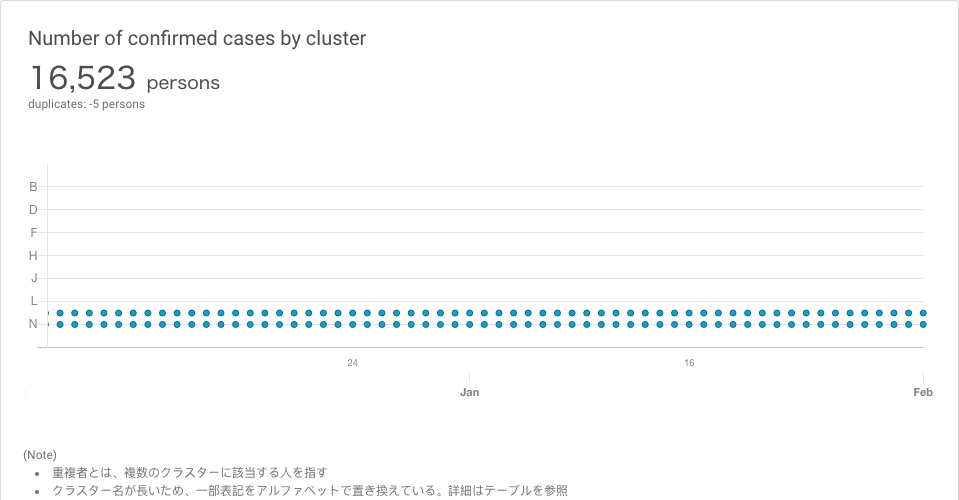 Number of confirmed cases by cluster
16,523 persons
duplicates: -5 persons
B
D
F
H
J
L
N
24
16
Jan
Feb
(Note)
• 重複者とは、複数のクラスターに該当する人を指す
• クラスター名が長いため、一部表記をアルファベットで置き換えている。詳細はテーブルを参照